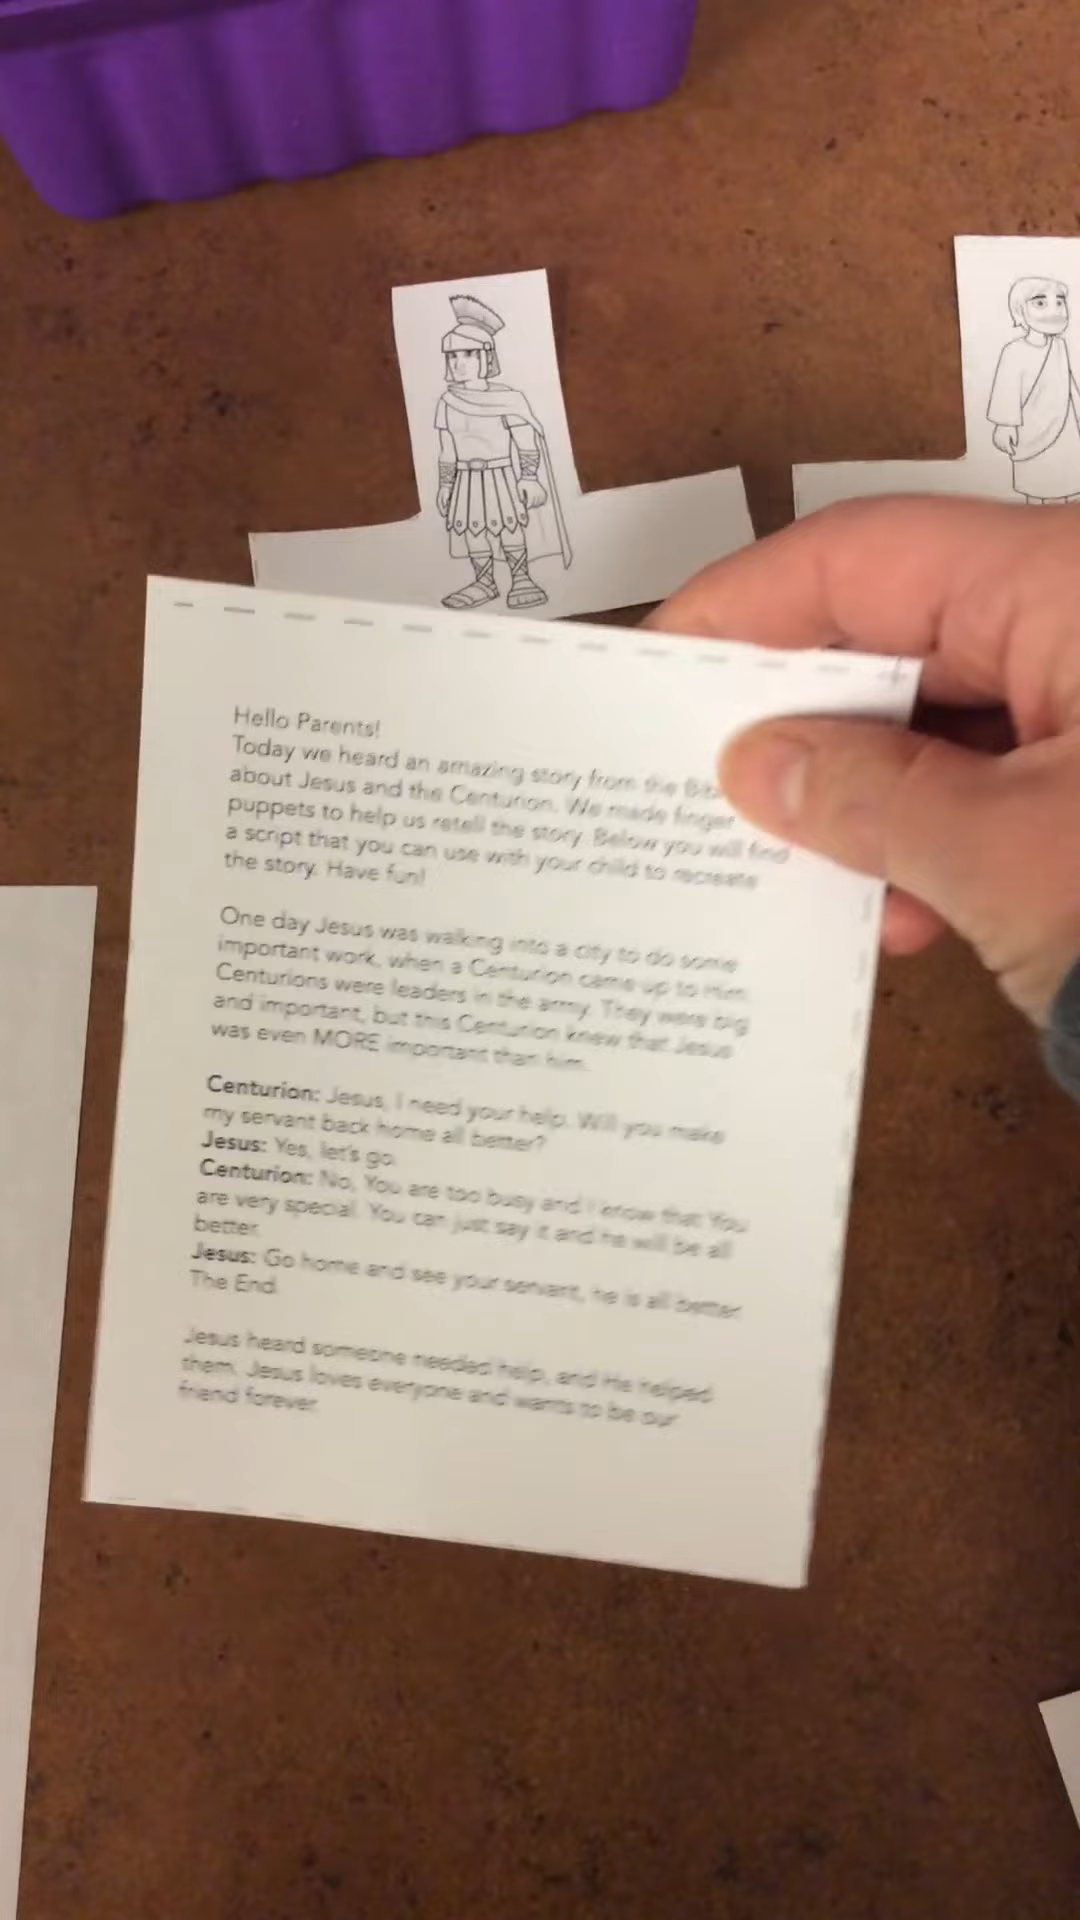 Hello Parents!
Today we heard an amazing story from the
about Jesus and the Centurion. We made finger
puppets to help us retell the story. Below you will find
a script that you can use with your child to recreate
the story. Have fun!
One day Jesus was walking into a city to do some
important work, when a Centurion came up to Him.
Centurions were leaders in the army. They were big
and important, but this Centurion knew that Jesus
was even MORE important than him.
Centurion: Jesus, I need your help. Will you make
my servant back home all better?
Jesus: Yes, let's go.
Centurion: No, You are too busy and I know that You
are very special. You can just say it and he will be all
better.
Jesus: Go home and see your servant, he is all better.
The End.
Jesus heard someone needed help, and He helped
them. Jesus loves everyone and wants to be our
friend forever.